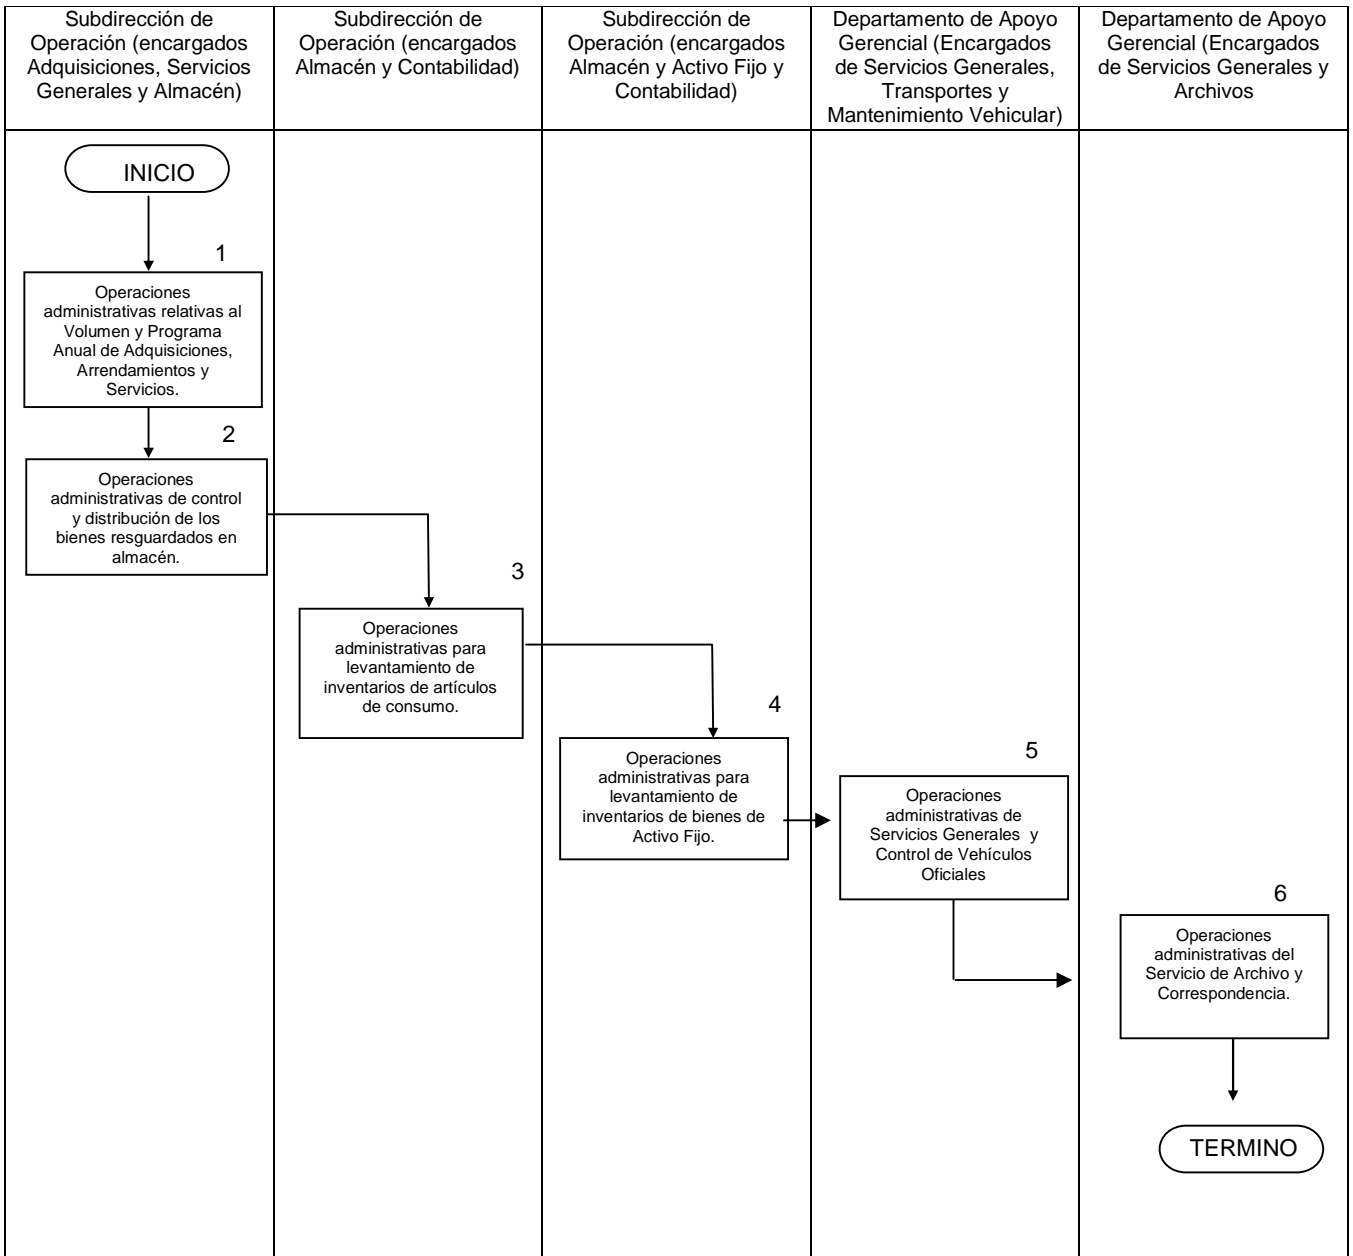 Subdirección de
Operación (encargados
Adquisiciones, Servicios
Generales y Almacén)
Subdirección de
Operación (encargados
Almacén y Contabilidad)
Subdirección de
Operación (encargados
Almacén y Activo Fijo y
Contabilidad)
Departamento de Apoyo
Gerencial (Encargados
de Servicios Generales,
Transportes y
Mantenimiento Vehicular)
Departamento de Apoyo
Gerencial (Encargados
de Servicios Generales y
Archivos
INICIO
1
Operaciones
administrativas relativas al
Volumen y Programa
Anual de Adquisiciones,
Arrendamientos y
Servicios.
2
Operaciones
administrativas de control
y distribución de los
bienes resguardados en
almacén.
3
Operaciones
administrativas para
levantamiento de
inventarios de artículos
de consumo.
4
Operaciones
administrativas para
levantamiento de
inventarios de bienes de
Activo Fijo.
5
Operaciones
administrativas de
Servicios Generales  y
Control de Vehículos
Oficiales
6
Operaciones
administrativas del
Servicio de Archivo y
Correspondencia.
TERMINO